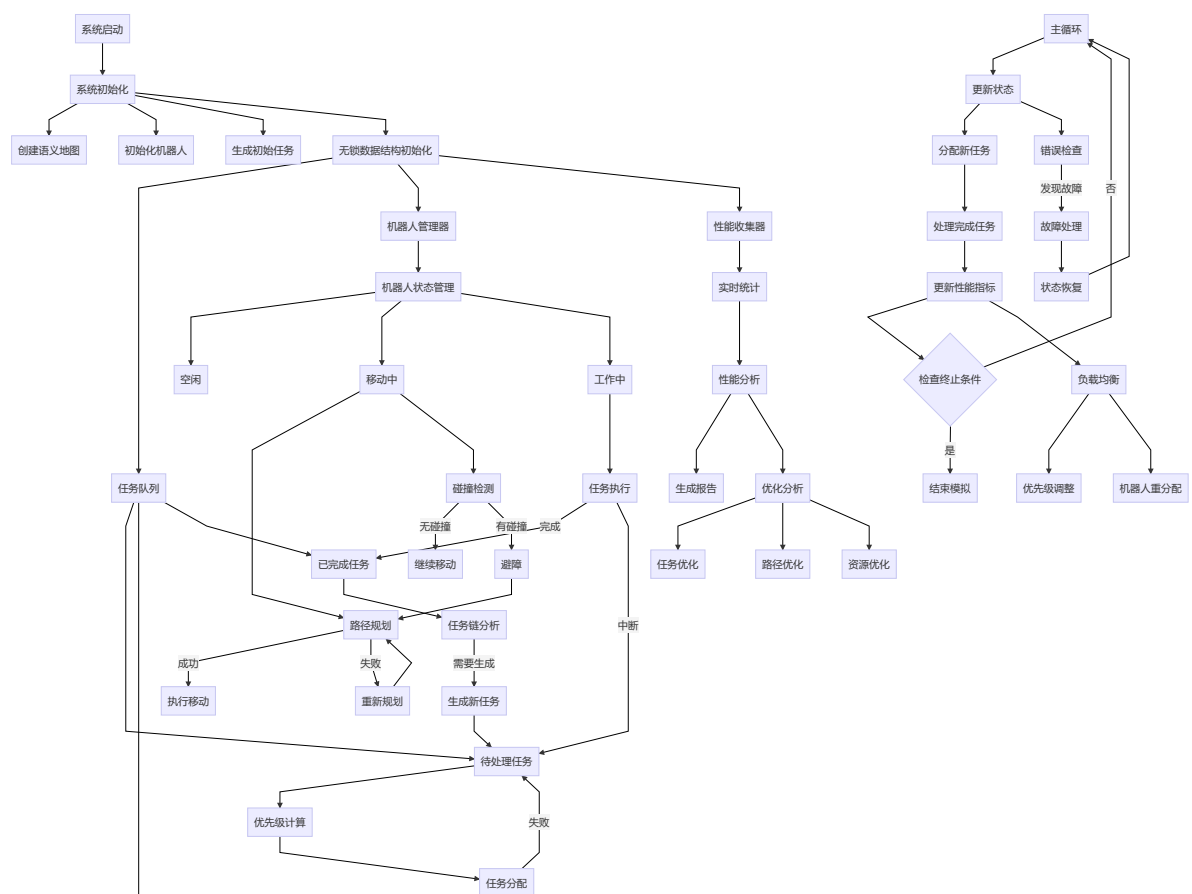 系统启动
主循环
系统初始化
更新状态
创建语义地图
初始化机器人
生成初始任务
无锁数据结构初始化
分配新任务
错误检查
发现故障
否
机器人管理器
性能收集器
处理完成任务
故障处理
机器人状态管理
实时统计
更新性能指标
状态恢复
空闲
移动中
工作中
性能分析
检查终止条件
负载均衡
是
任务队列
碰撞检测
任务执行
生成报告
优化分析
结束模拟
优先级调整
机器人重分配
无碰撞
有碰撞
完成
已完成任务
继续移动
避障
任务优化
路径优化
资源优化
路径规划
任务链分析
中断
成功
失败
需要生成
执行移动
重新规划
生成新任务
待处理任务
优先级计算
失败
任务分配